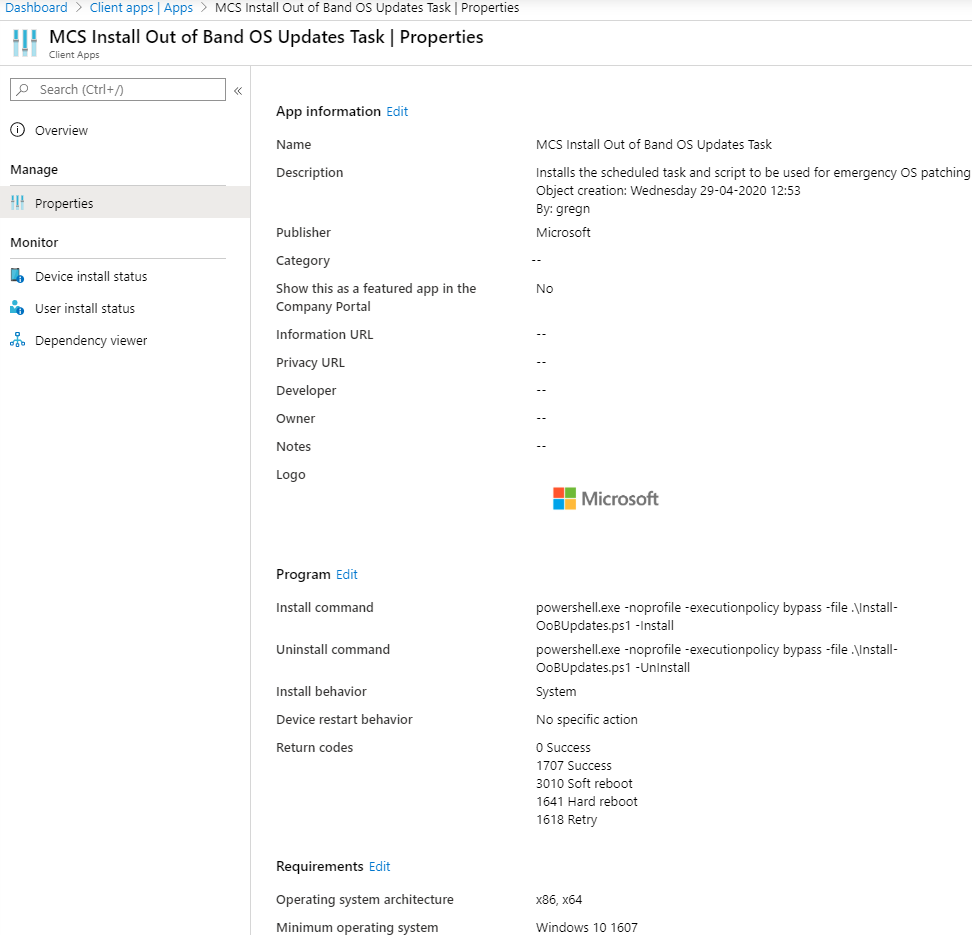 Dashboard > Client apps | Apps > MCS Install Out of Band OS Updates Task | Properties
MCS Install Out of Band OS Updates Task | Properties
Client Apps
Search (Ctrl+/)
«
Overview
Manage
Properties
Monitor
Device install status
User install status
Dependency viewer
App information Edit
Name MCS Install Out of Band OS Updates Task
Description Installs the scheduled task and script to be used for emergency OS patching
Object creation: Wednesday 29-04-2020 12:53
By: gregn
Publisher Microsoft
Category --
Show this as a featured app in the No
Company Portal
Information URL --
Privacy URL --
Developer --
Owner --
Notes --
Logo
Microsoft
Program Edit
Install command powershell.exe -noprofile -executionpolicy bypass -file .\Install-
OoBUpdates.ps1 -Install
Uninstall command powershell.exe -noprofile -executionpolicy bypass -file .\Install-
OoBUpdates.ps1 -UnInstall
Install behavior System
Device restart behavior No specific action
Return codes 0 Success
1707 Success
3010 Soft reboot
1641 Hard reboot
1618 Retry
Requirements Edit
Operating system architecture x86, x64
Minimum operating system Windows 10 1607